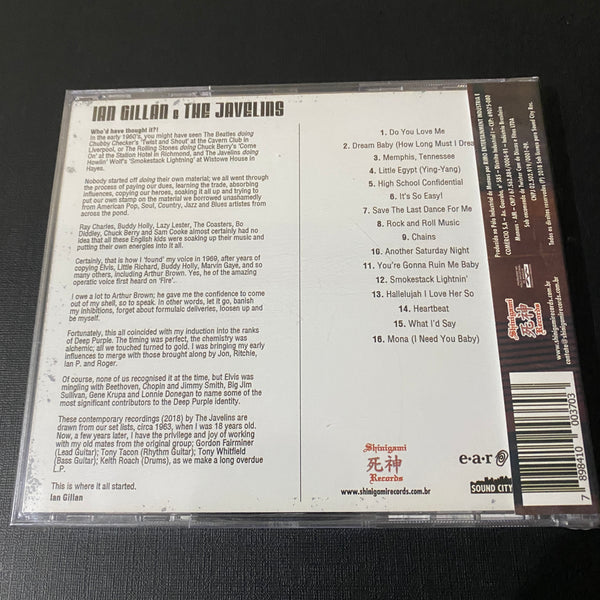 IAN GILLAN & THE JAVELINS
Who'd have thought it?!
In the early 1960's, you might have seen The Beatles doing
Chubby Checker's 'Twist and Shout' at the Cavern Club in
Liverpool, or The Rolling Stones doing Chuck Berry's 'Come
On' at the Station Hotel in Richmond, and The Javelins doing
Howlin' Wolf's 'Smokestack Lightning' at Wistowe House in
Hayes.
Nobody started off doing their own material; we all went through
the process of paying our dues, learning the trade, absorbing
influences, copying our heroes, soaking it all up and trying to
put our own stamp on the material we borrowed unashamedly
from American Pop, Soul, Country, Jazz and Blues artists from
across the pond.
Ray Charles, Buddy Holly, Lazy Lester, The Coasters, Bo
Diddley, Chuck Berry and Sam Cooke almost certainly had no
idea that all these English kids were soaking up their music and
putting their own energies into it all.
Certainly, that is how I 'found' my voice in 1969, after years of
copying Elvis, Little Richard, Buddy Holly, Marvin Gaye, and so
many others, including Arthur Brown. Yes, he of the amazing
operatic voice first heard on 'Fire'.
I owe a lot to Arthur Brown; he gave me the confidence to come
out of my shell, so to speak. In other words, let it go, banish
my inhibitions, forget about formulaic deliveries, loosen up and
be myself.
Fortunately, this all coincided with my induction into the ranks
of Deep Purple. The timing was perfect, the chemistry was
alchemic; all we touched turned to gold. I was bringing my early
influences to merge with those brought along by Jon, Ritchie,
Ian P. and Roger.
Of course, none of us recognised it at the time, but Elvis was
mingling with Beethoven, Chopin and Jimmy Smith, Big Jim
Sullivan, Gene Krupa and Lonnie Donegan to name some of the
most significant contributors to the Deep Purple identity.
These contemporary recordings (2018) by The Javelins are
drawn from our set lists, circa 1963, when I was 18 years old.
Now, a few years later, I have the privilege and joy of working
with my old mates from the original group; Gordon Fairminer
(Lead Guitar); Tony Tacon (Rhythm Guitar); Tony Whitfield
(Bass Guitar); Keith Roach (Drums), as we make a long overdue
L.P.
This is where it all started.
Ian Gillan
1. Do You Love Me
2. Dream Baby (How Long Must I Drea
3. Memphis, Tennessee
4. Little Egypt (Ying-Yang)
5. High School Confidential
6. It's So Easy!
7. Save The Last Dance For Me
8. Rock and Roll Music
9. Chains
10. Another Saturday Night
11. You're Gonna Ruin Me Baby
12. Smokestack Lightnin'
13. Hallelujah I Love Her So
14. Heartbeat
15. What I'd Say
16. Mona (I Need You Baby)
Shinigami
死神
Records
www.shinigamirecords.com.br
e·a·r
SOUND CITY
Shinigami
死神
Records
www.shinigamirecords.com.br
7 898410 003703